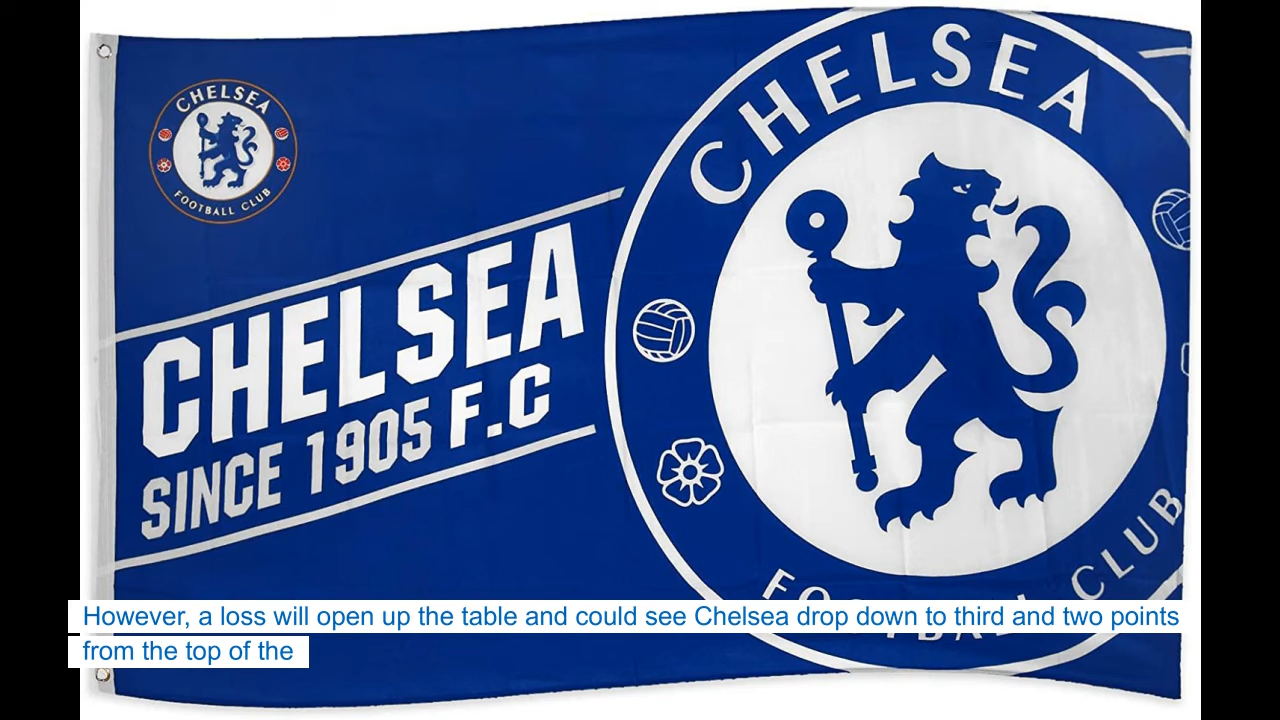 CHELSEA
FOOTBALL CLUB
CHELSEA
SINCE 1905 F.C
CHELSEA
CLUB
However, a loss will open up the table and could see Chelsea drop down to third and two points
from the top of the